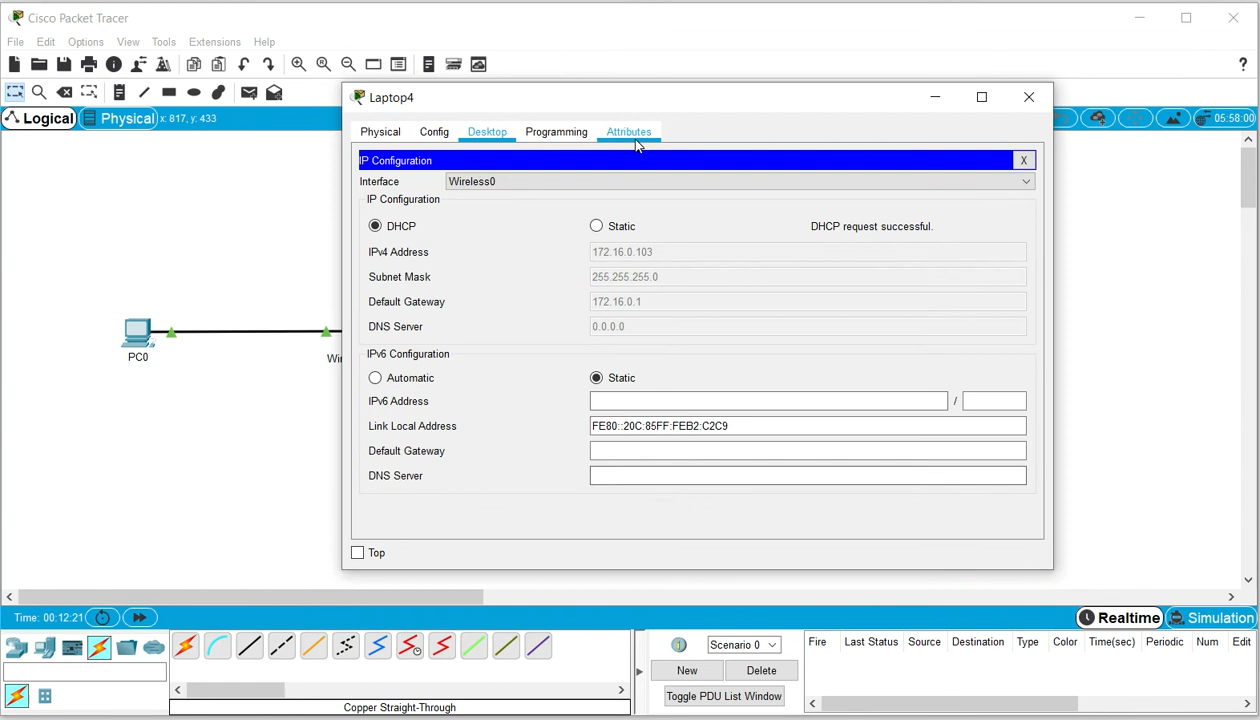 Cisco Packet Tracer
File Edit Options View Tools Extensions Help
?
Logical Physical x: 817, y: 433
05:58:00
Laptop4
Physical Config Desktop Programming Attributes
IP Configuration X
Interface Wireless0
IP Configuration
DHCP Static DHCP request successful.
IPv4 Address 172.16.0.103
Subnet Mask 255.255.255.0
Default Gateway 172.16.0.1
DNS Server 0.0.0.0
IPv6 Configuration
Automatic Static
IPv6 Address /
Link Local Address FE80::20C:85FF:FEB2:C2C9
Default Gateway
DNS Server
Top
PC0
Wir
Time: 00:12:21
Realtime Simulation
Scenario 0
New Delete
Toggle PDU List Window
Fire Last Status Source Destination Type Color Time(sec) Periodic Num Edit
Copper Straight-Through